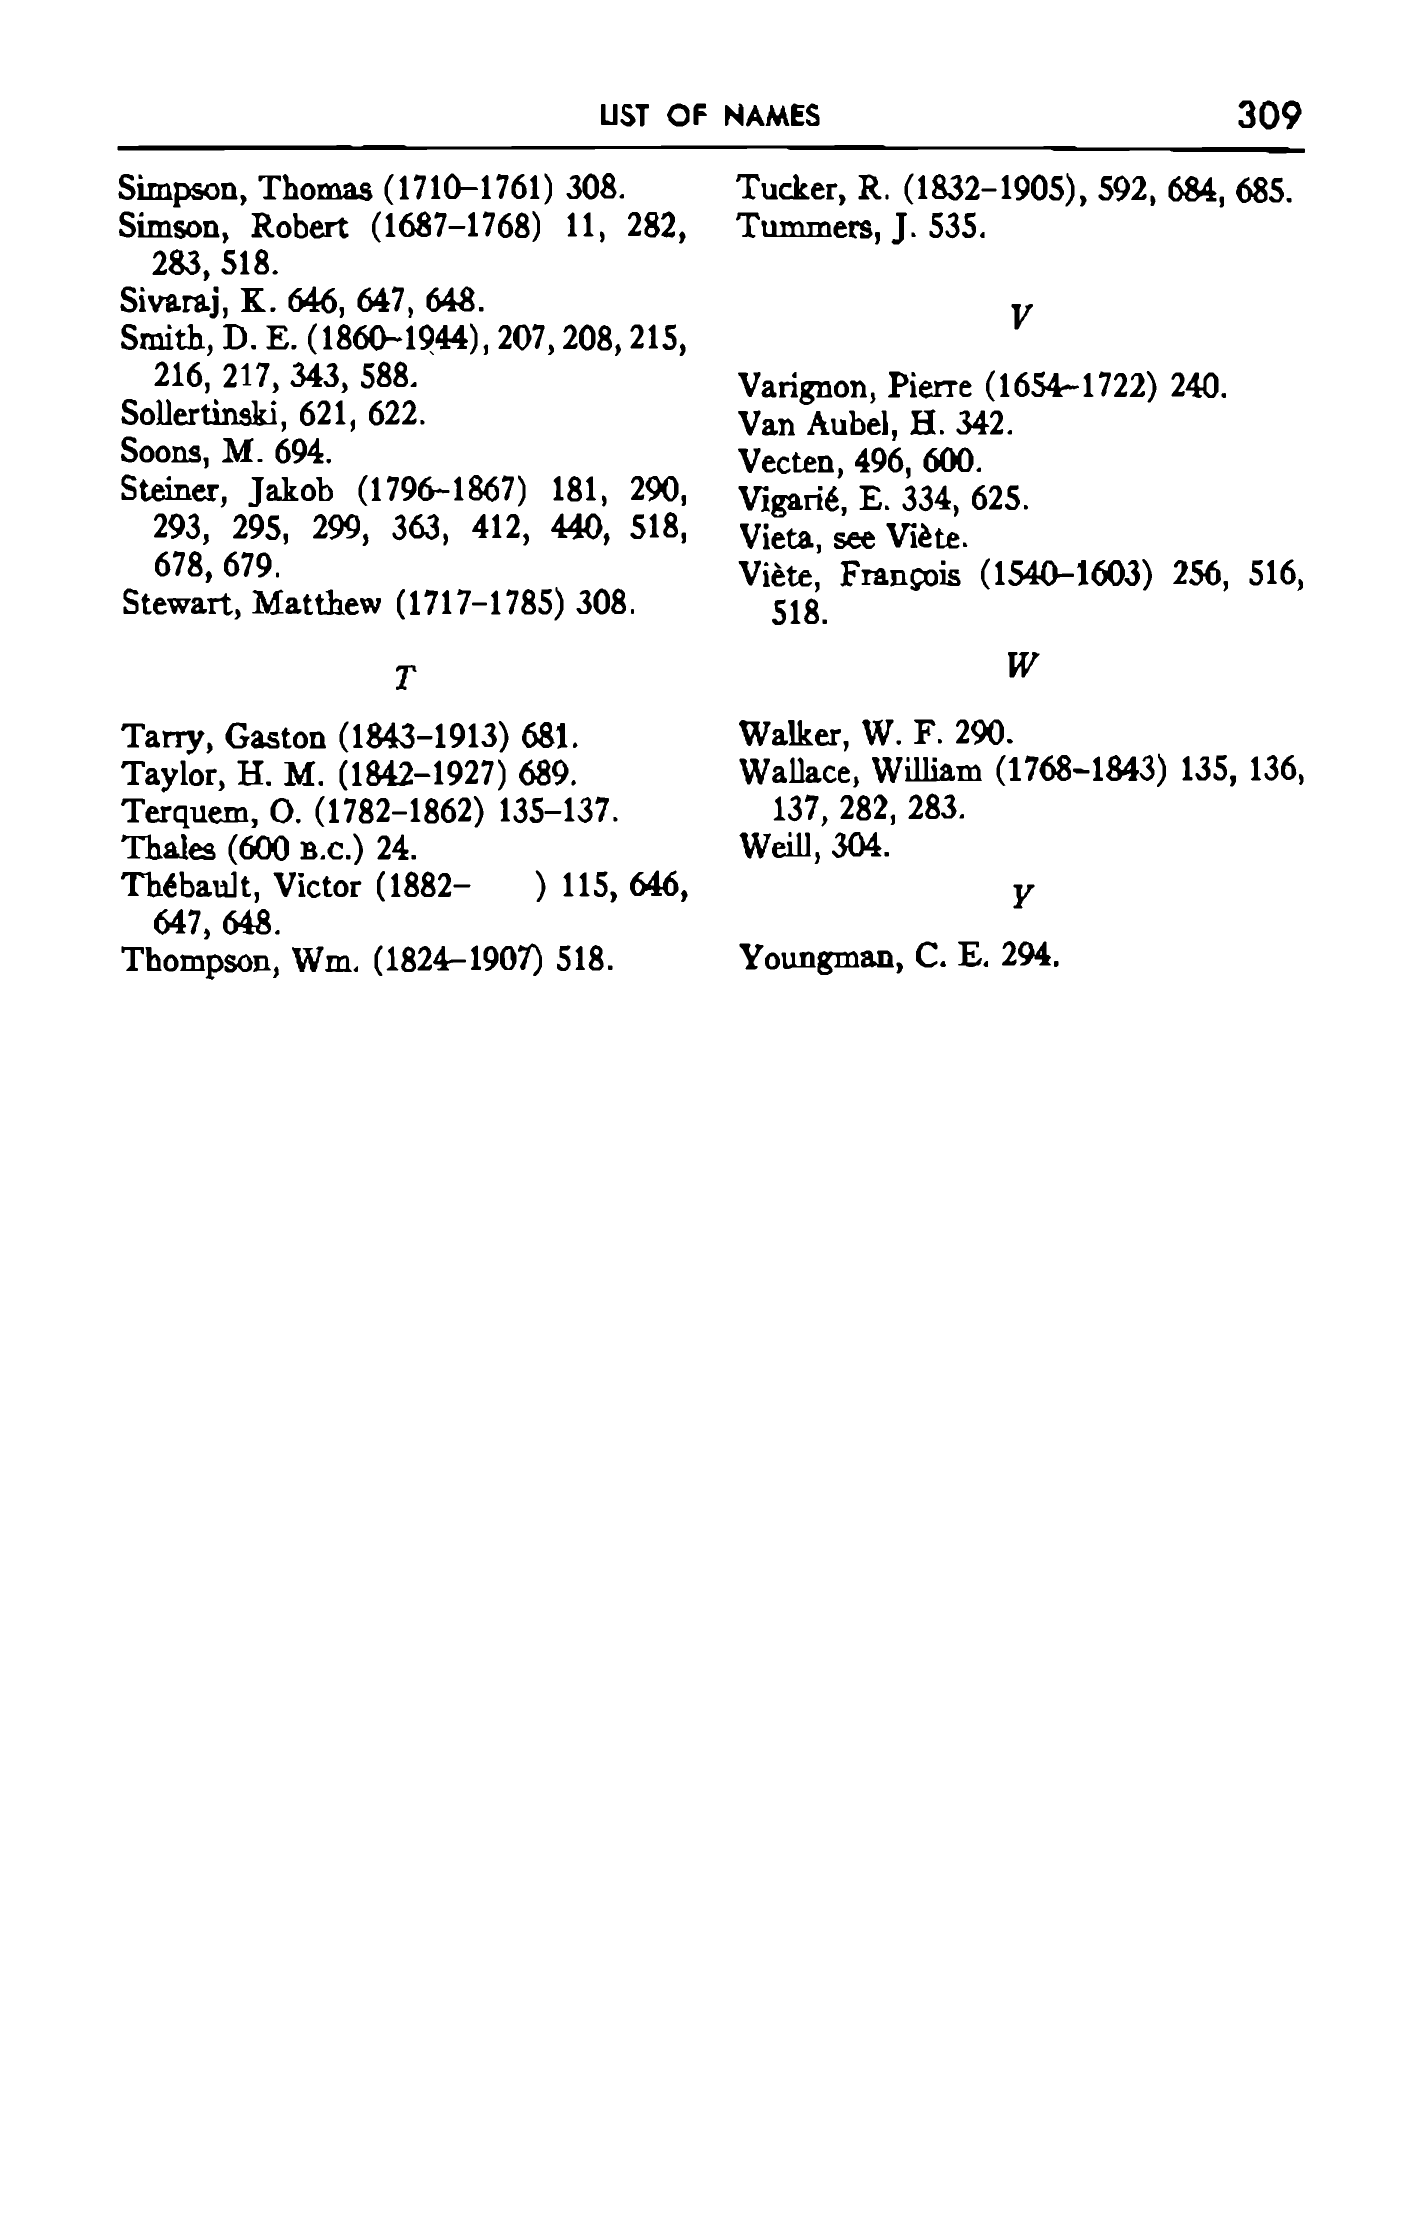 LIST OF NAMES 309
Simpson, Thomas (1710–1761) 308.
Simson, Robert (1687–1768) 11, 282,
283, 518.
Sivaraj, K. 646, 647, 648.
Smith, D. E. (1860–1944), 207, 208, 215,
216, 217, 343, 588.
Sollertinski, 621, 622.
Soons, M. 694.
Steiner, Jakob (1796–1867) 181, 290,
293, 295, 299, 363, 412, 440, 518,
678, 679.
Stewart, Matthew (1717–1785) 308.
T
Tarry, Gaston (1843–1913) 681.
Taylor, H. M. (1842–1927) 689.
Terquem, O. (1782–1862) 135–137.
Thales (600 B.C.) 24.
Thébault, Victor (1882– ) 115, 646,
647, 648.
Thompson, Wm. (1824–1907) 518.
Tucker, R. (1832–1905), 592, 684, 685.
Tummers, J. 535.
V
Varignon, Pierre (1654–1722) 240.
Van Aubel, H. 342.
Vecten, 496, 600.
Vigarié, E. 334, 625.
Vieta, see Viète.
Viète, François (1540–1603) 256, 516,
518.
W
Walker, W. F. 290.
Wallace, William (1768–1843) 135, 136,
137, 282, 283.
Weill, 304.
Y
Youngman, C. E. 294.